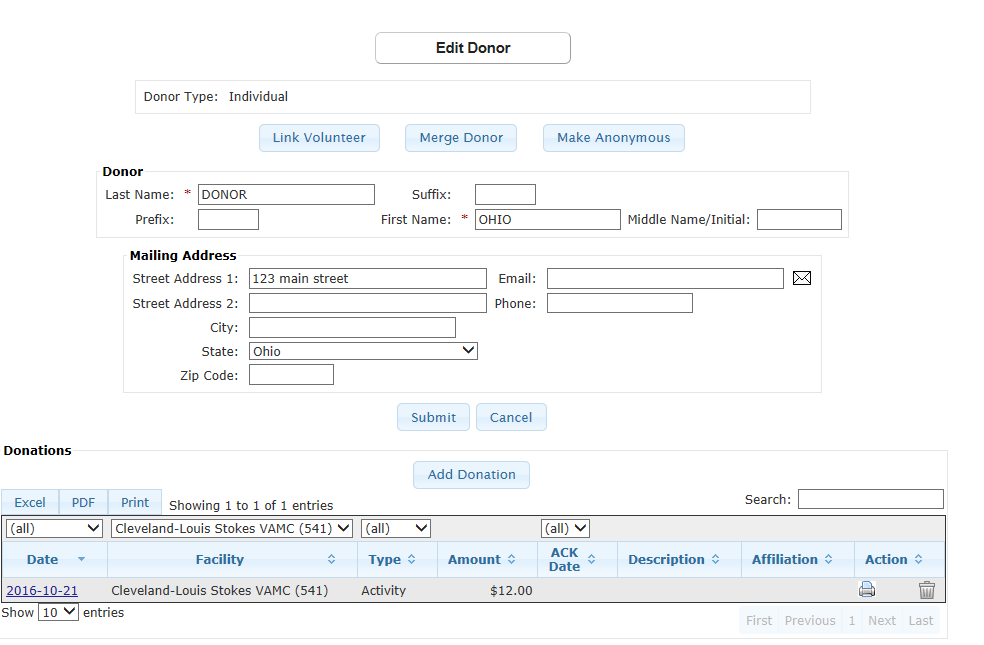 Edit Donor
Donor Type: Individual
Link Volunteer Merge Donor Make Anonymous
Donor
Last Name: * DONOR Suffix:
Prefix: First Name: * OHIO Middle Name/Initial:
Mailing Address
Street Address 1: 123 main street Email:
Street Address 2: Phone:
City:
State: Ohio
Zip Code:
Submit Cancel
Donations
Add Donation
Excel PDF Print Showing 1 to 1 of 1 entries Search:
(all) Cleveland-Louis Stokes VAMC (541) (all) (all)
Date Facility Type Amount ACK Date Description Affiliation Action
2016-10-21 Cleveland-Louis Stokes VAMC (541) Activity $12.00
Show 10 entries
First Previous 1 Next Last